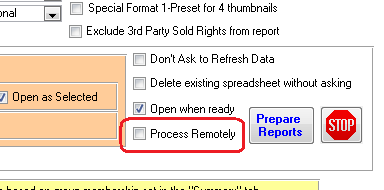 onal
Special Format 1-Preset for 4 thumbnails
Exclude 3rd Party Sold Rights from report
Don't Ask to Refresh Data
Delete existing spreadsheet without asking
Open as Selected
Open when ready
Process Remotely
Prepare
Reports
STOP
based on group membership set in the "Summary" tab